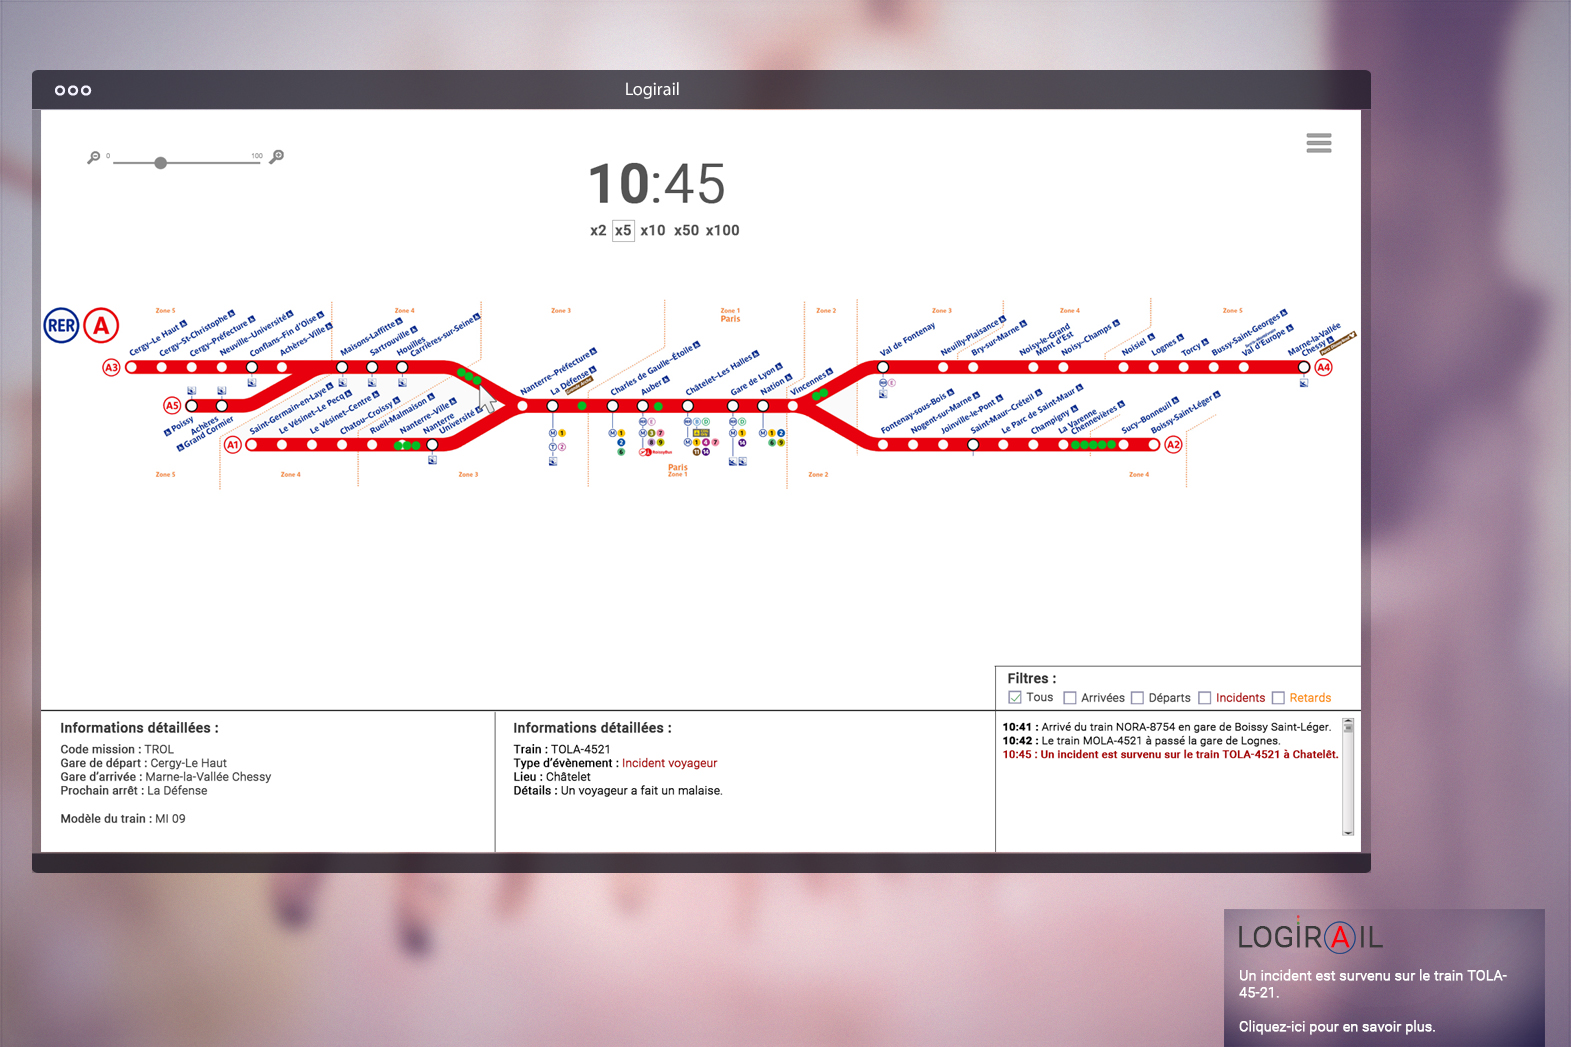 Logirail
0
100
10:45
x2 x5 x10 x50 x100
RER A
Zone 5
Zone 4
Zone 3
Zone 1
Paris
Zone 2
Zone 3
Zone 4
Zone 5
A3
Cergy–Le Haut
Cergy–St-Christophe
Cergy–Préfecture
Neuville–Université
Conflans–Fin d'Oise
Achères–Ville
Maisons-Laffitte
Sartrouville
Houilles
Carrières-sur-Seine
A5
Poissy
Achères
Grand Cormier
A1
Saint-Germain-en-Laye
Le Vésinet–Le Pecq
Le Vésinet–Centre
Chatou–Croissy
Rueil-Malmaison
Nanterre–Ville
Nanterre
Université
Nanterre–Préfecture
La Défense
Charles de Gaulle–Étoile
Auber
Châtelet–Les Halles
Gare de Lyon
Nation
Vincennes
Val de Fontenay
Neuilly-Plaisance
Bry-sur-Marne
Noisy-le-Grand
Mont d'Est
Noisy–Champs
Noisiel
Lognes
Torcy
Bussy-Saint-Georges
Val d'Europe
Marne-la-Vallée
Chessy
A4
Fontenay-sous-Bois
Nogent-sur-Marne
Joinville-le-Pont
Saint-Maur–Créteil
Le Parc de Saint-Maur
Champigny
La Varenne
Chennevières
Sucy–Bonneuil
Boissy-Saint-Léger
A2
Zone 5
Zone 4
Zone 3
Paris
Zone 1
Zone 2
Zone 4
Filtres :
Tous Arrivées Départs Incidents Retards
Informations détaillées :
Code mission : TROL
Gare de départ : Cergy-Le Haut
Gare d'arrivée : Marne-la-Vallée Chessy
Prochain arrêt : La Défense
Modèle du train : MI 09
Informations détaillées :
Train : TOLA-4521
Type d'évènement : Incident voyageur
Lieu : Châtelet
Détails : Un voyageur a fait un malaise.
10:41 : Arrivé du train NORA-8754 en gare de Boissy Saint-Léger.
10:42 : Le train MOLA-4521 à passé la gare de Lognes.
10:45 : Un incident est survenu sur le train TOLA-4521 à Chatelêt.
LOGIRAIL
Un incident est survenu sur le train TOLA-
45-21.
Cliquez-ici pour en savoir plus.